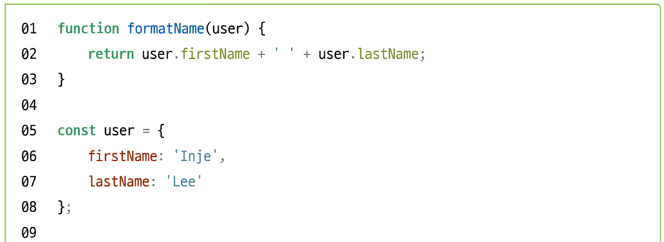 01 function formatName(user) {
02     return user.firstName + ' ' + user.lastName;
03 }
04
05 const user = {
06     firstName: 'Inje',
07     lastName: 'Lee'
08 };
09